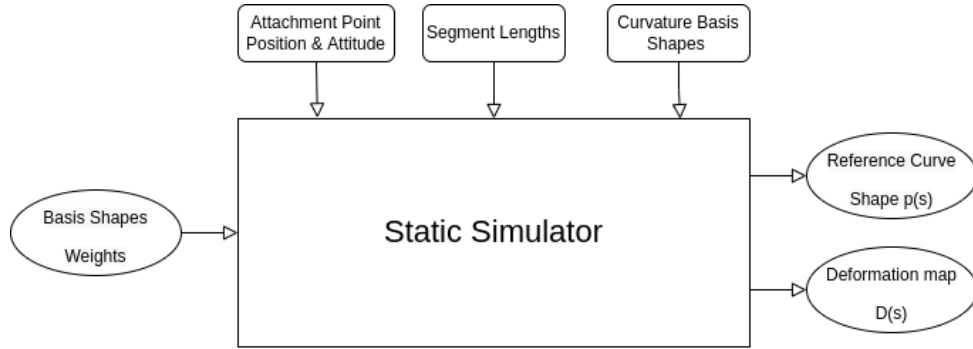 Attachment Point
Position & Attitude
Segment Lengths
Curvature Basis
Shapes
Basis Shapes
Weights
Static Simulator
Reference Curve
Shape p(s)
Deformation map
D(s)